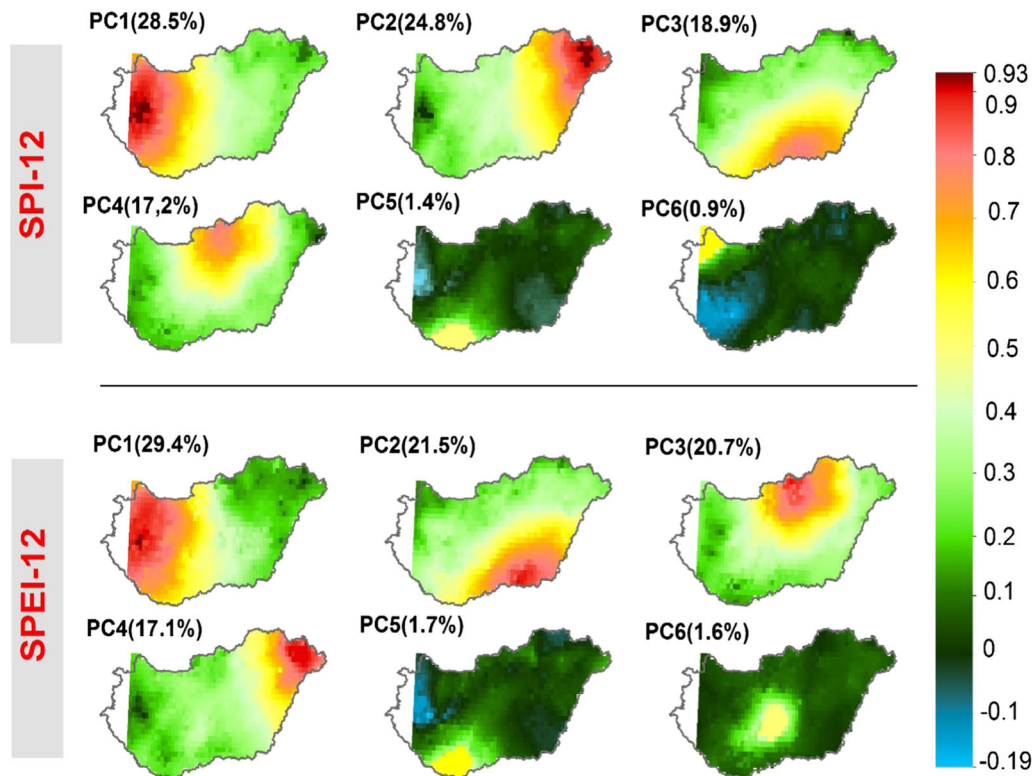 SPI-12
PC1(28.5%)
PC2(24.8%)
PC3(18.9%)
PC4(17,2%)
PC5(1.4%)
PC6(0.9%)
SPEI-12
PC1(29.4%)
PC2(21.5%)
PC3(20.7%)
PC4(17.1%)
PC5(1.7%)
PC6(1.6%)
0.93
0.9
0.8
0.7
0.6
0.5
0.4
0.3
0.2
0.1
0
-0.1
-0.19